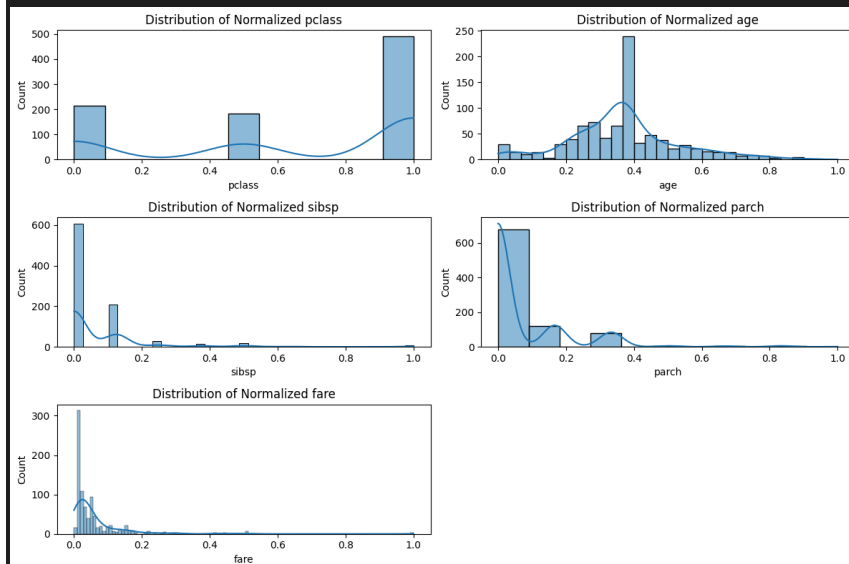 Distribution of Normalized pclass
500
400
300
200
100
0
Count
0.0 0.2 0.4 0.6 0.8 1.0
pclass
Distribution of Normalized age
250
200
150
100
50
0
Count
0.0 0.2 0.4 0.6 0.8 1.0
age
Distribution of Normalized sibsp
600
400
200
0
Count
0.0 0.2 0.4 0.6 0.8 1.0
sibsp
Distribution of Normalized parch
600
400
200
0
Count
0.0 0.2 0.4 0.6 0.8 1.0
parch
Distribution of Normalized fare
300
200
100
0
Count
0.0 0.2 0.4 0.6 0.8 1.0
fare